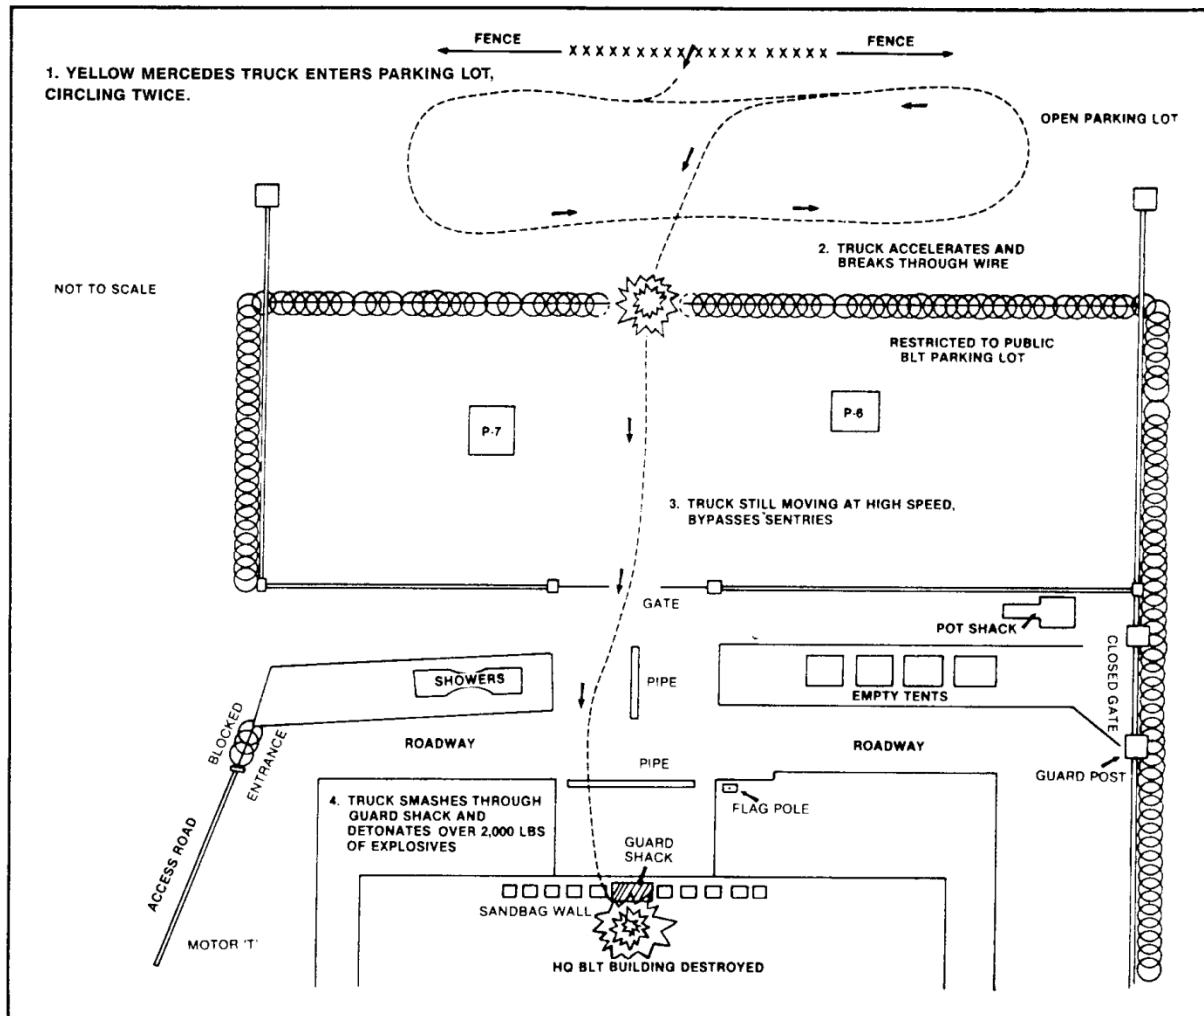 FENCE
X X X X X X X X X X X X X X X X X X X
FENCE
1. YELLOW MERCEDES TRUCK ENTERS PARKING LOT,
CIRCLING TWICE.
OPEN PARKING LOT
2. TRUCK ACCELERATES AND
BREAKS THROUGH WIRE
NOT TO SCALE
RESTRICTED TO PUBLIC
BLT PARKING LOT
P-7
P-6
3. TRUCK STILL MOVING AT HIGH SPEED,
BYPASSES SENTRIES
GATE
POT SHACK
CLOSED GATE
SHOWERS
PIPE
EMPTY TENTS
BLOCKED
ENTRANCE
ROADWAY
ROADWAY
PIPE
GUARD POST
FLAG POLE
4. TRUCK SMASHES THROUGH
GUARD SHACK AND
DETONATES OVER 2,000 LBS
OF EXPLOSIVES
GUARD
SHACK
ACCESS ROAD
SANDBAG WALL
MOTOR 'T'
HQ BLT BUILDING DESTROYED